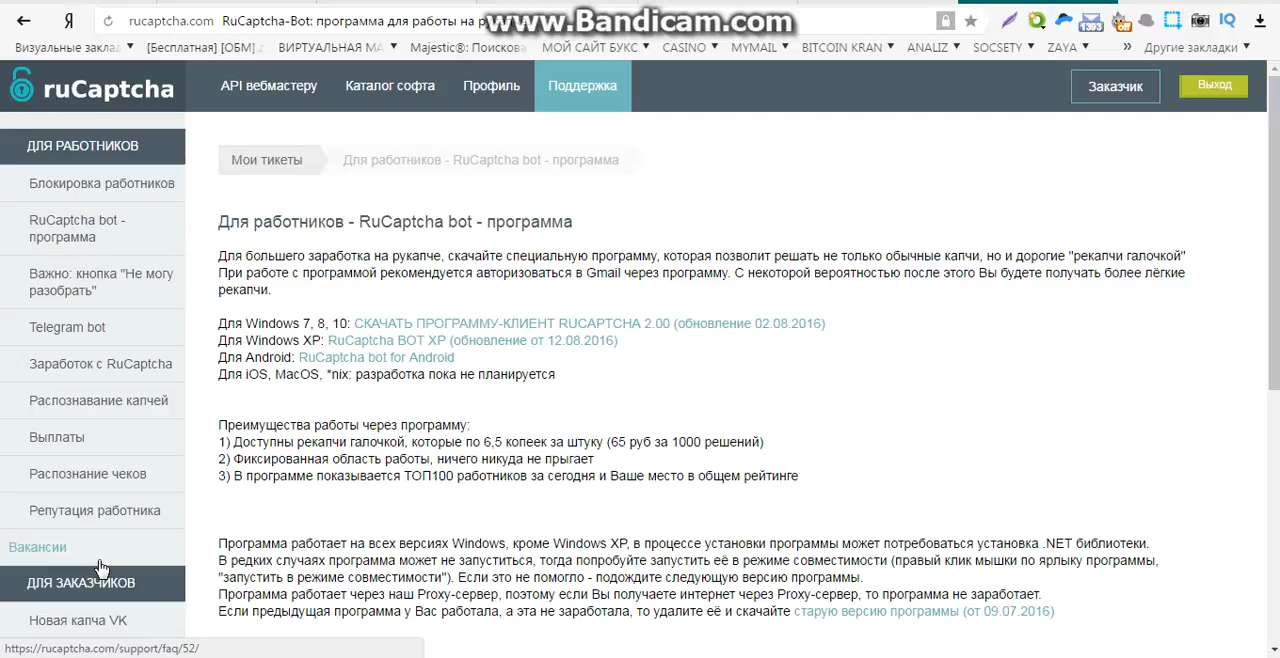 Я rucaptcha.com RuCaptcha-Bot: программа для работы на р
www.Bandicam.com
1393 off IQ
Визуальные заклад [Бесплатная] [ОБМ] ВИРТУАЛЬНАЯ МА Majestic®: Поискова МОЙ САЙТ БУКС CASINO MYMAIL BITCOIN KRAN ANALIZ SOCSETY ZAYA » Другие закладки
ruCaptcha API вебмастеру Каталог софта Профиль Поддержка Заказчик Выход
ДЛЯ РАБОТНИКОВ
Блокировка работников
RuCaptcha bot -
программа
Важно: кнопка "Не могу
разобрать"
Telegram bot
Заработок с RuCaptcha
Распознавание капчей
Выплаты
Распознание чеков
Репутация работника
Вакансии
ДЛЯ ЗАКАЗЧИКОВ
Новая капча VK
Мои тикеты Для работников - RuCaptcha bot - программа
Для работников - RuCaptcha bot - программа
Для большего заработка на рукапче, скачайте специальную программу, которая позволит решать не только обычные капчи, но и дорогие "рекапчи галочкой"
При работе с программой рекомендуется авторизоваться в Gmail через программу. С некоторой вероятностью после этого Вы будете получать более лёгкие
рекапчи.
Для Windows 7, 8, 10: СКАЧАТЬ ПРОГРАММУ-КЛИЕНТ RUCAPTCHA 2.00 (обновление 02.08.2016)
Для Windows XP: RuCaptcha BOT XP (обновление от 12.08.2016)
Для Android: RuCaptcha bot for Android
Для iOS, MacOS, *nix: разработка пока не планируется
Преимущества работы через программу:
1) Доступны рекапчи галочкой, которые по 6,5 копеек за штуку (65 руб за 1000 решений)
2) Фиксированная область работы, ничего никуда не прыгает
3) В программе показывается ТОП100 работников за сегодня и Ваше место в общем рейтинге
Программа работает на всех версиях Windows, кроме Windows XP, в процессе установки программы может потребоваться установка .NET библиотеки.
В редких случаях программа может не запуститься, тогда попробуйте запустить её в режиме совместимости (правый клик мышки по ярлыку программы,
"запустить в режиме совместимости"). Если это не помогло - подождите следующую версию программы.
Программа работает через наш Proxy-сервер, поэтому если Вы получаете интернет через Proxy-сервер, то программа не заработает.
Если предыдущая программа у Вас работала, а эта не заработала, то удалите её и скачайте старую версию программы (от 09.07.2016)
https://rucaptcha.com/support/faq/52/